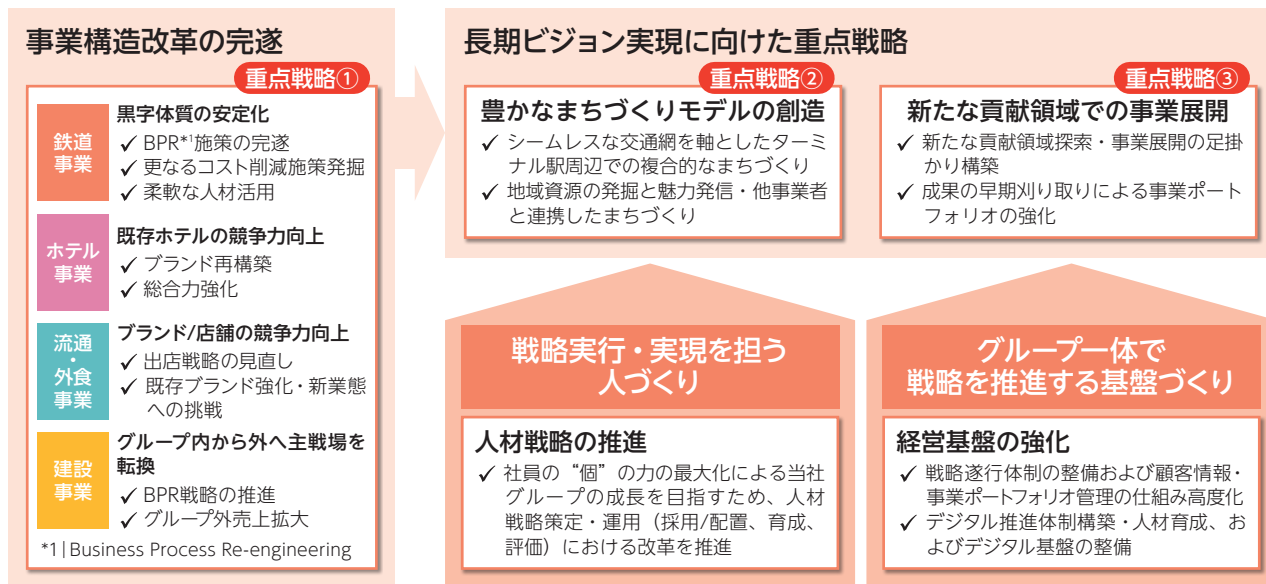 事業構造改革の完遂
重点戦略①
鉄道
事業
黒字体質の安定化
✓ BPR*1施策の完遂
✓ 更なるコスト削減施策発掘
✓ 柔軟な人材活用
ホテル
事業
既存ホテルの競争力向上
✓ ブランド再構築
✓ 総合力強化
流通
・
外食
事業
ブランド/店舗の競争力向上
✓ 出店戦略の見直し
✓ 既存ブランド強化・新業態
への挑戦
建設
事業
グループ内から外へ主戦場を
転換
✓ BPR戦略の推進
✓ グループ外売上拡大
*1|Business Process Re-engineering
長期ビジョン実現に向けた重点戦略
重点戦略②
豊かなまちづくりモデルの創造
✓ シームレスな交通網を軸としたターミ
ナル駅周辺での複合的なまちづくり
✓ 地域資源の発掘と魅力発信・他事業者
と連携したまちづくり
重点戦略③
新たな貢献領域での事業展開
✓ 新たな貢献領域探索・事業展開の足掛
かり構築
✓ 成果の早期刈り取りによる事業ポート
フォリオの強化
戦略実行・実現を担う
人づくり
人材戦略の推進
✓ 社員の“個”の力の最大化による当社
グループの成長を目指すため、人材
戦略策定・運用（採用/配置、育成、
評価）における改革を推進
グループ一体で
戦略を推進する基盤づくり
経営基盤の強化
✓ 戦略遂行体制の整備および顧客情報・
事業ポートフォリオ管理の仕組み高度化
✓ デジタル推進体制構築・人材育成、お
よびデジタル基盤の整備